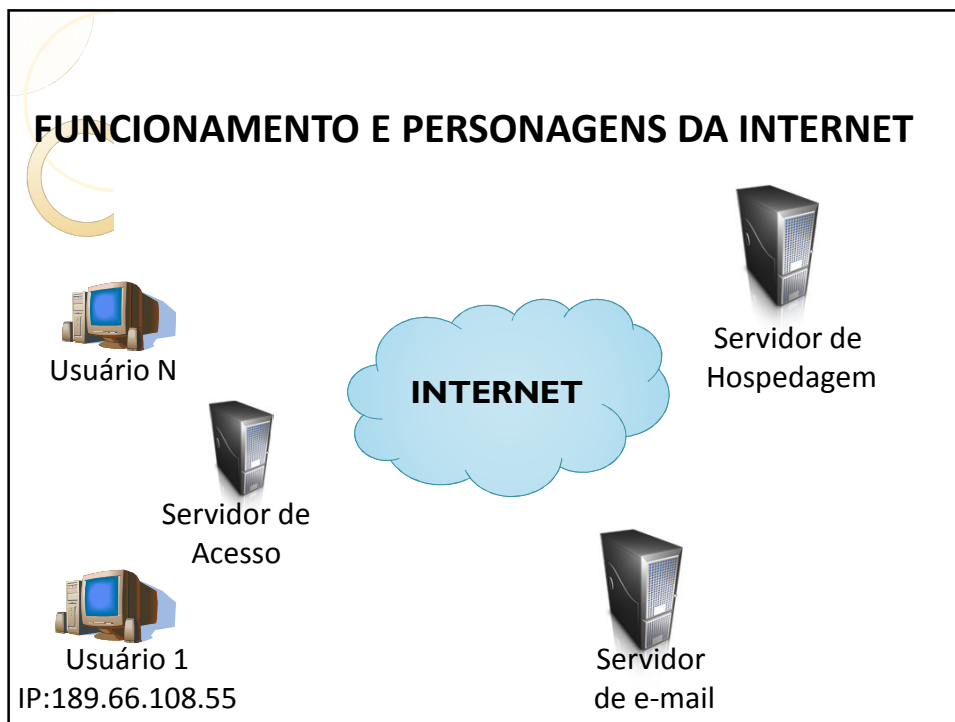 FUNCIONAMENTO E PERSONAGENS DA INTERNET
Servidor de
Hospedagem
Usuário N
INTERNET
Servidor de
Acesso
Usuário 1
IP:189.66.108.55
Servidor
de e-mail